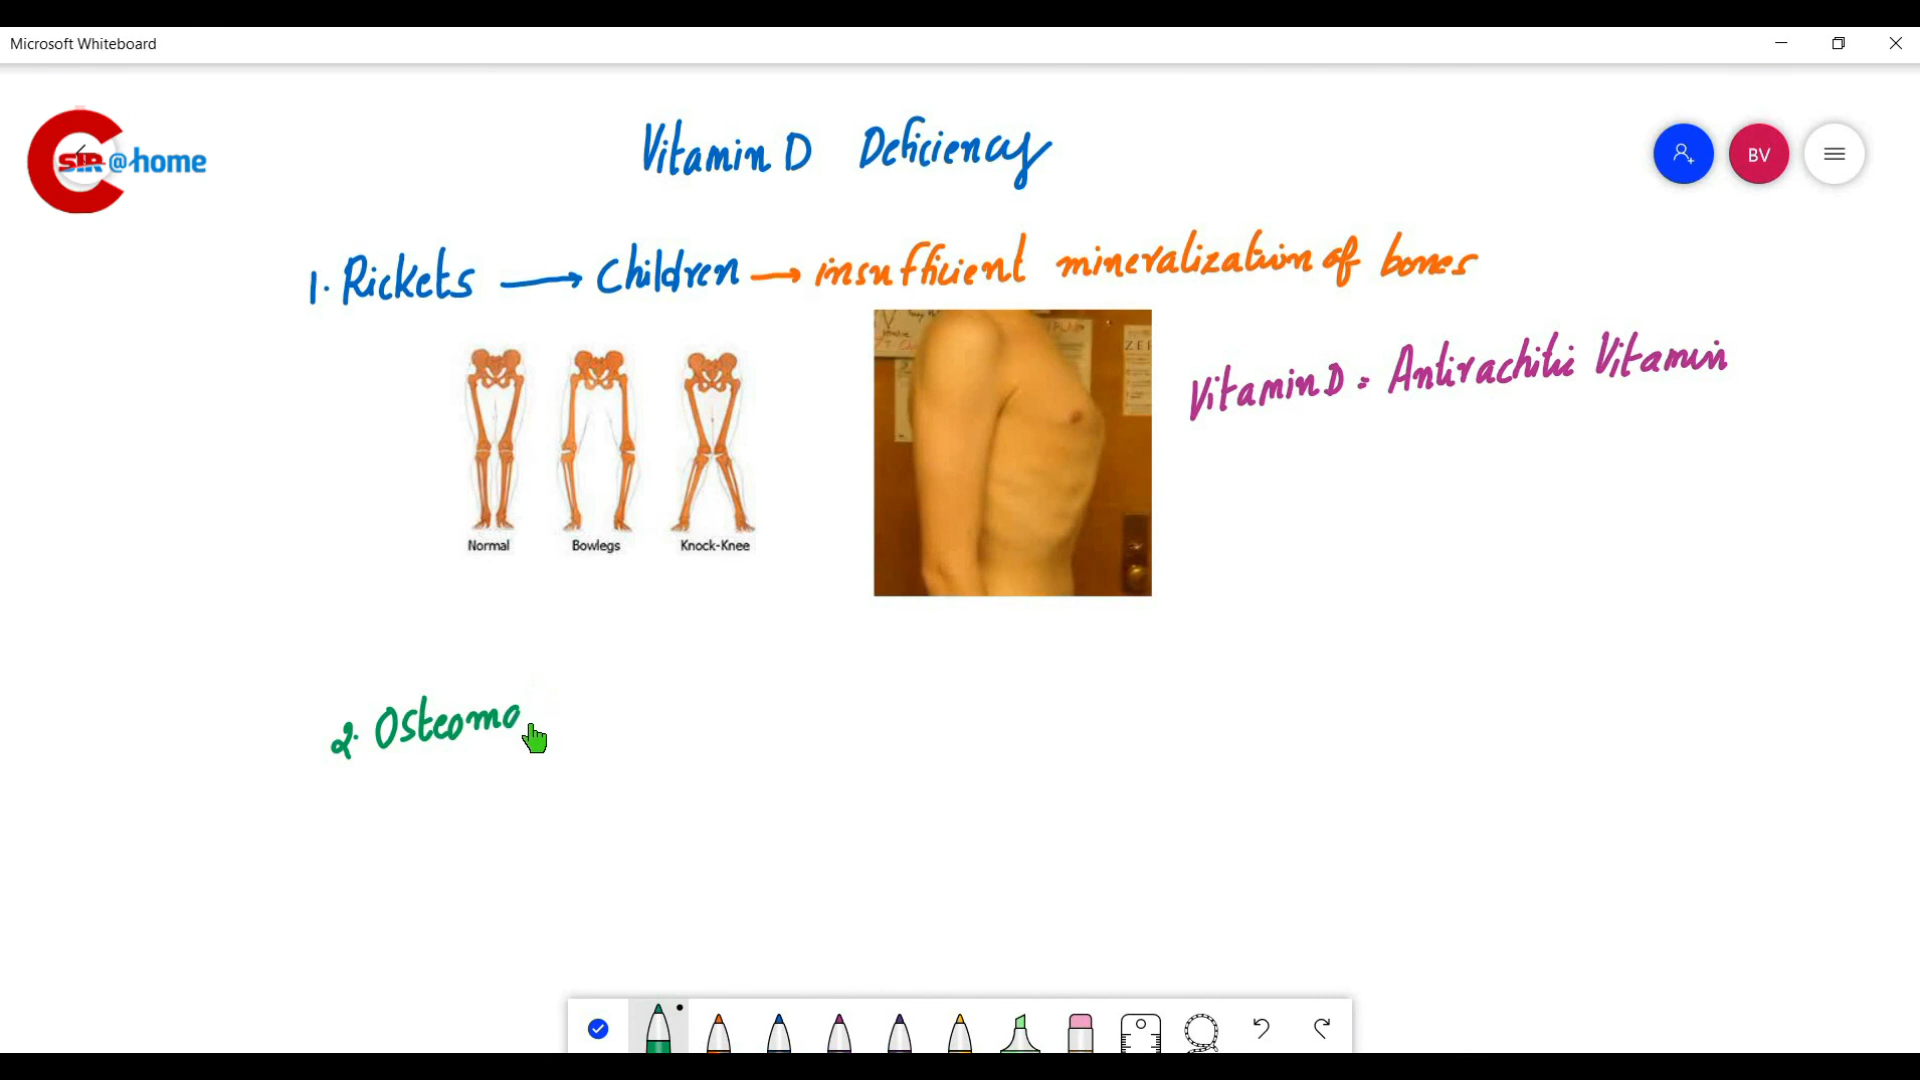 Microsoft Whiteboard
SIR@home
BV
Vitamin D Deficiency
1. Rickets → Children → insufficient mineralization of bones
Vitamin D = Antirachitic Vitamin
Normal Bowlegs Knock-Knee
2. Osteoma